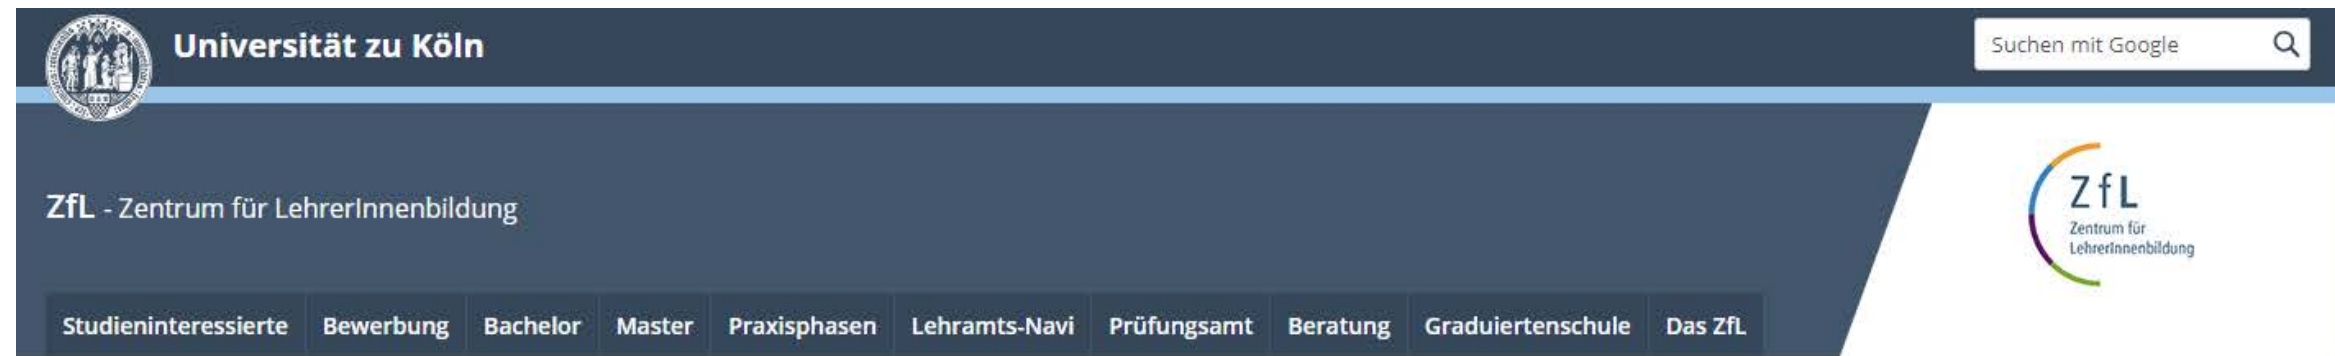 Universität zu Köln
Suchen mit Google
ZfL - Zentrum für LehrerInnenbildung
ZfL
Zentrum für
LehrerInnenbildung
Studieninteressierte Bewerbung Bachelor Master Praxisphasen Lehramts-Navi Prüfungsamt Beratung Graduiertenschule Das ZfL